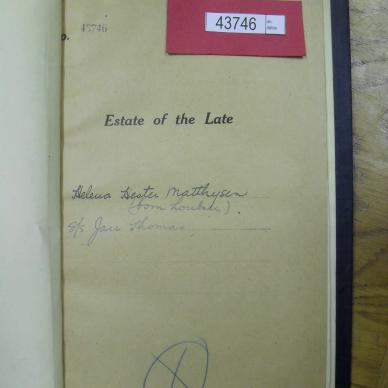 43746
o. 43746
Estate of the Late
Helena Hester Matthysen
(born Loubser).
s/s Jan Thomas